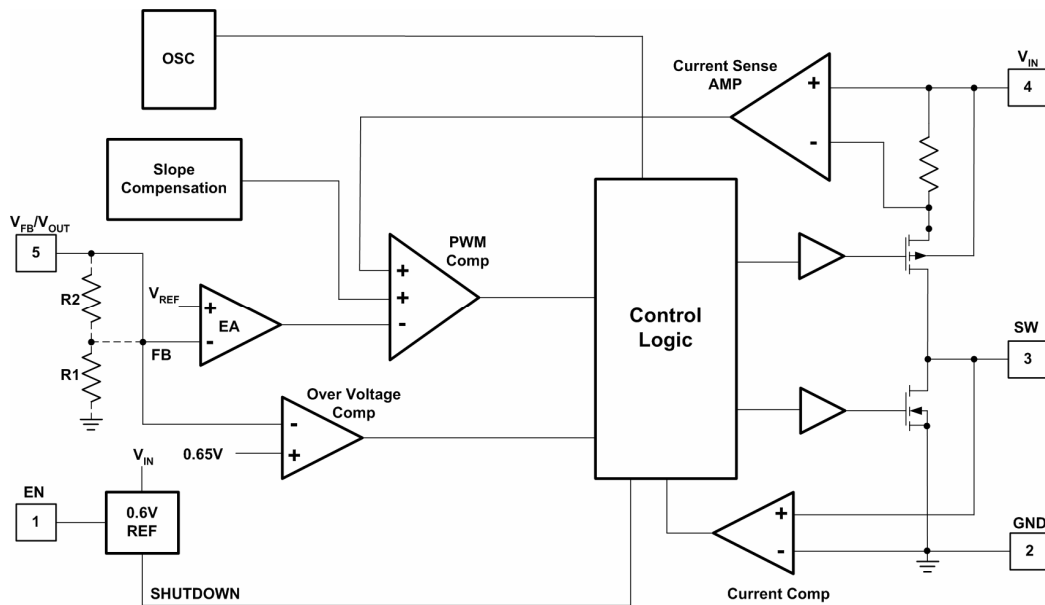 OSC
Current Sense
AMP
+
-
V_IN
4
Slope
Compensation
V_FB/V_OUT
5
PWM
Comp
+
+
-
R2
V_REF
+
EA
-
FB
R1
Control
Logic
SW
3
Over Voltage
Comp
-
+
0.65V
V_IN
EN
1
0.6V
REF
+
-
GND
2
SHUTDOWN
Current Comp